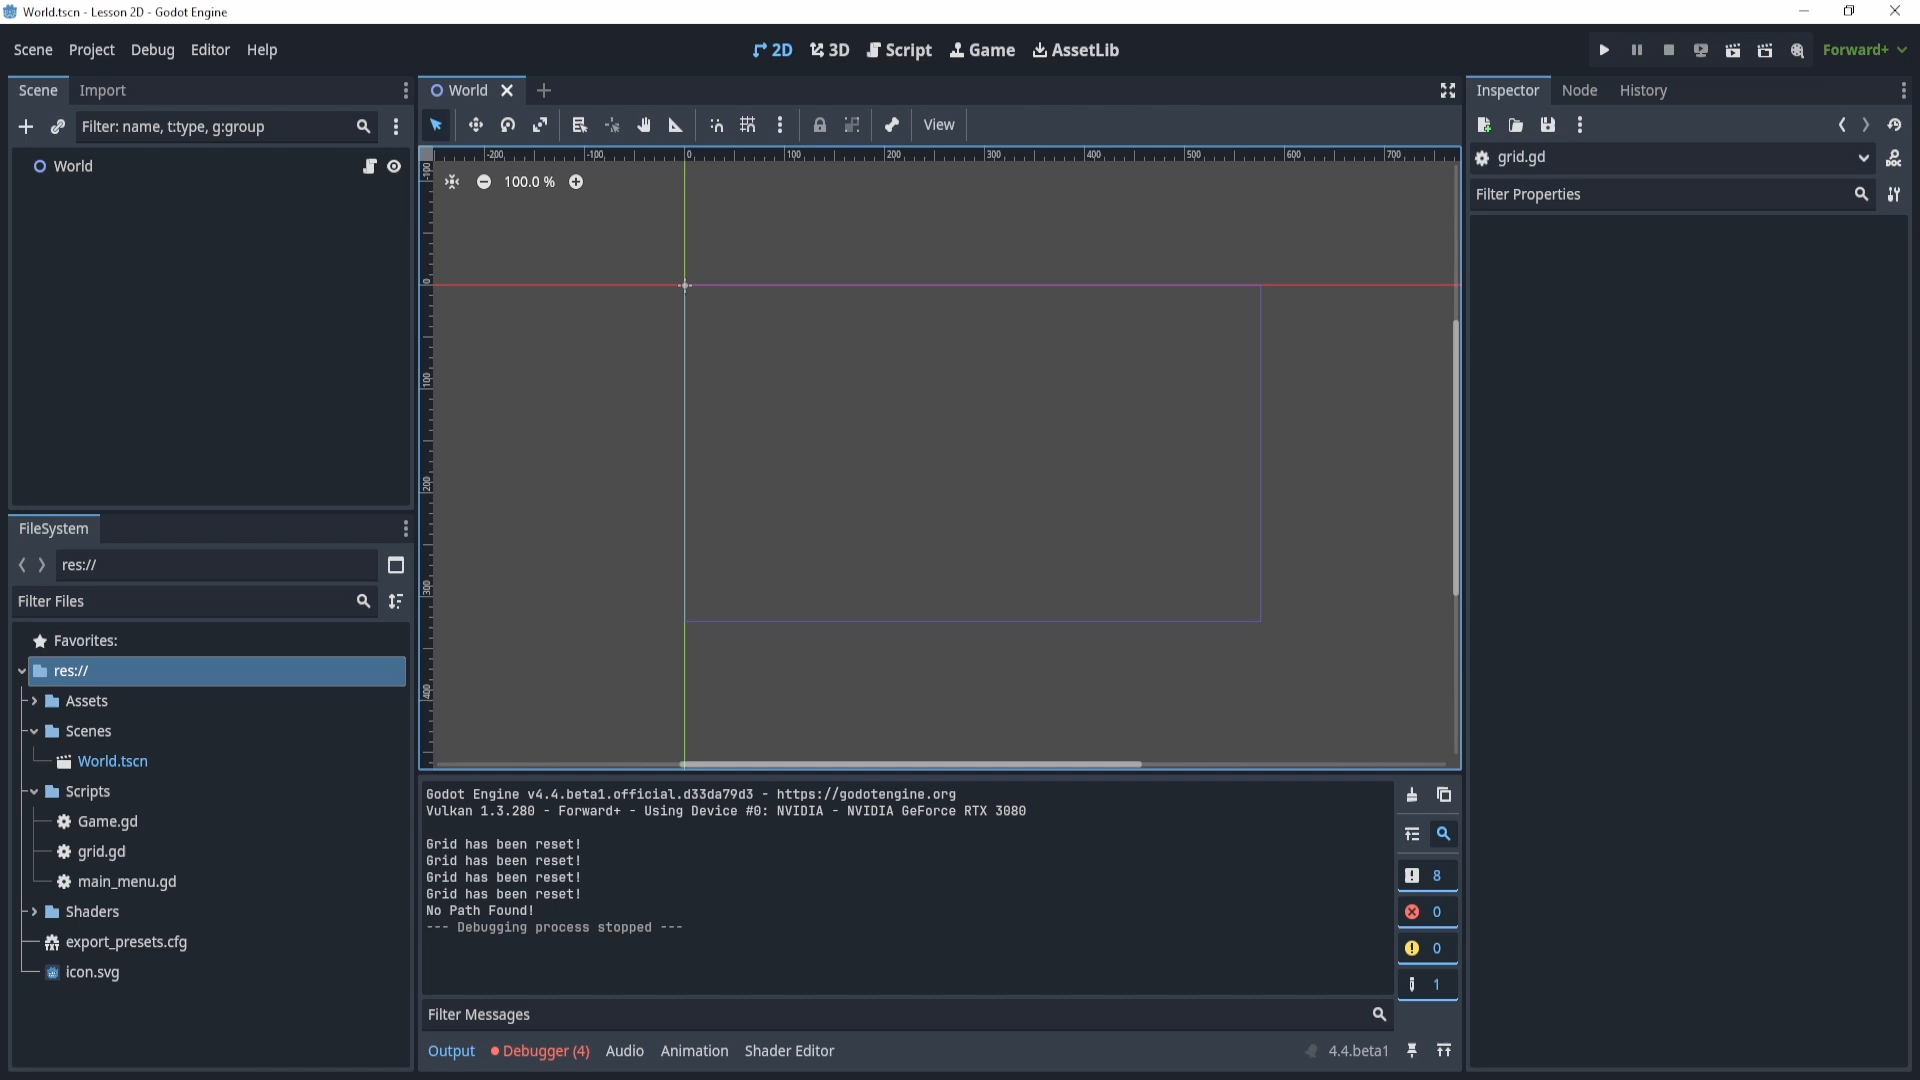 World.tscn - Lesson 2D - Godot Engine
Scene Project Debug Editor Help
2D 3D Script Game AssetLib
Forward+
Scene Import
World
Inspector Node History
Filter: name, t:type, g:group
View
grid.gd
Filter Properties
World
-200 -100 0 100 200 300 400 500 600 700
100.0 %
-100
0
100
200
300
400
FileSystem
res://
Filter Files
Favorites:
res://
Assets
Scenes
World.tscn
Scripts
Game.gd
grid.gd
main_menu.gd
Shaders
export_presets.cfg
icon.svg
Godot Engine v4.4.beta1.official.d33da79d3 - https://godotengine.org
Vulkan 1.3.280 - Forward+ - Using Device #0: NVIDIA - NVIDIA GeForce RTX 3080
Grid has been reset!
Grid has been reset!
Grid has been reset!
Grid has been reset!
No Path Found!
--- Debugging process stopped ---
8
0
0
1
Filter Messages
Output Debugger (4) Audio Animation Shader Editor
4.4.beta1